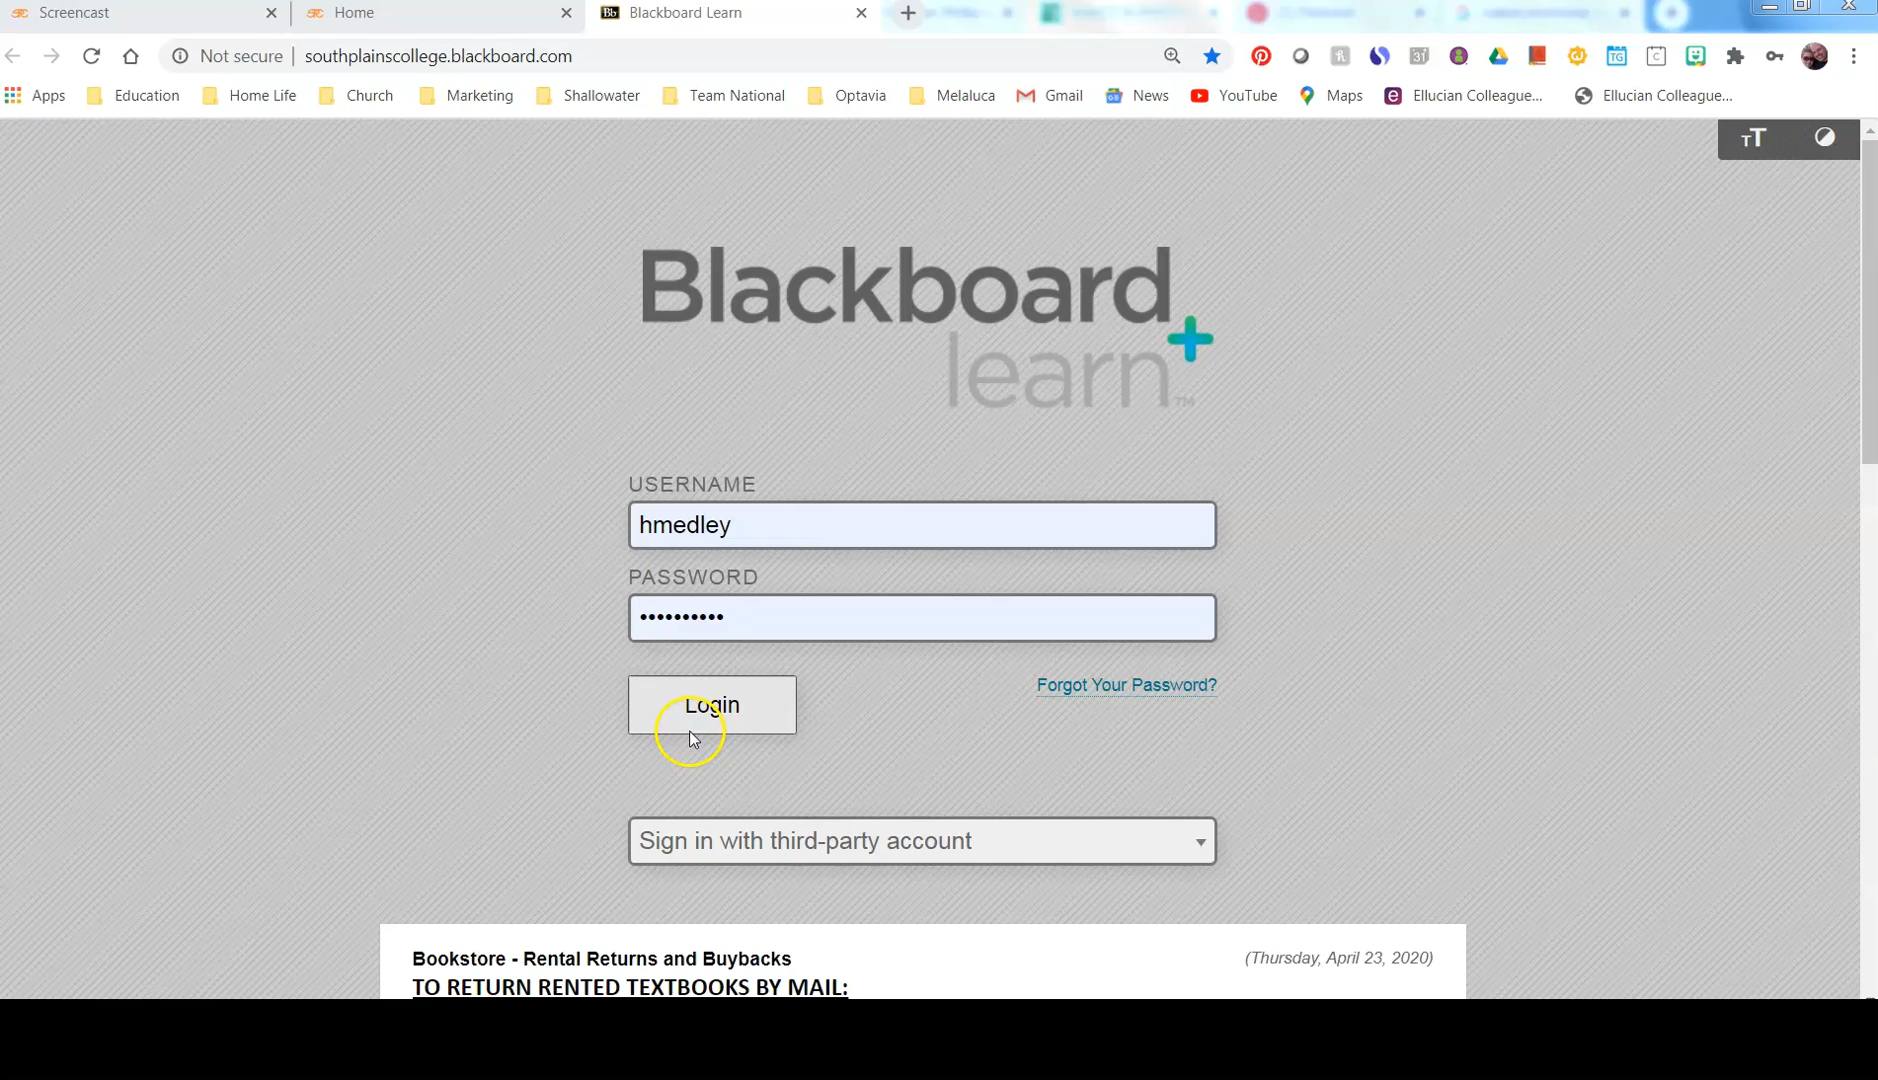 Screencast
Home
Blackboard Learn
Not secure
southplainscollege.blackboard.com
Apps
Education
Home Life
Church
Marketing
Shallowater
Team National
Optavia
Melaluca
Gmail
News
YouTube
Maps
Ellucian Colleague...
Ellucian Colleague...
TT
Blackboard
learn™
USERNAME
hmedley
PASSWORD
••••••••••
Login
Forgot Your Password?
Sign in with third-party account
Bookstore - Rental Returns and Buybacks
(Thursday, April 23, 2020)
TO RETURN RENTED TEXTBOOKS BY MAIL: